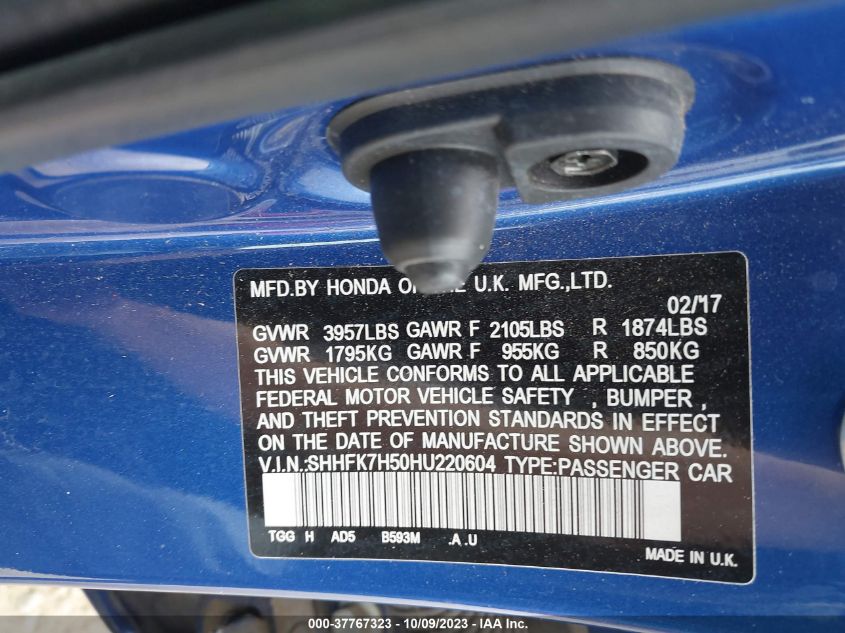 MFD.BY HONDA OF U.K. MFG.,LTD.
02/17
GVWR 3957LBS GAWR F 2105LBS R 1874LBS
GVWR 1795KG GAWR F 955KG R 850KG
THIS VEHICLE CONFORMS TO ALL APPLICABLE
FEDERAL MOTOR VEHICLE SAFETY , BUMPER ,
AND THEFT PREVENTION STANDARDS IN EFFECT
ON THE DATE OF MANUFACTURE SHOWN ABOVE.
V.I.N.:SHHFK7H50HU220604 TYPE:PASSENGER CAR
TGG H AD5 B593M .A .U
MADE IN U.K.
000-37767323 - 10/09/2023 - © IAA Inc.